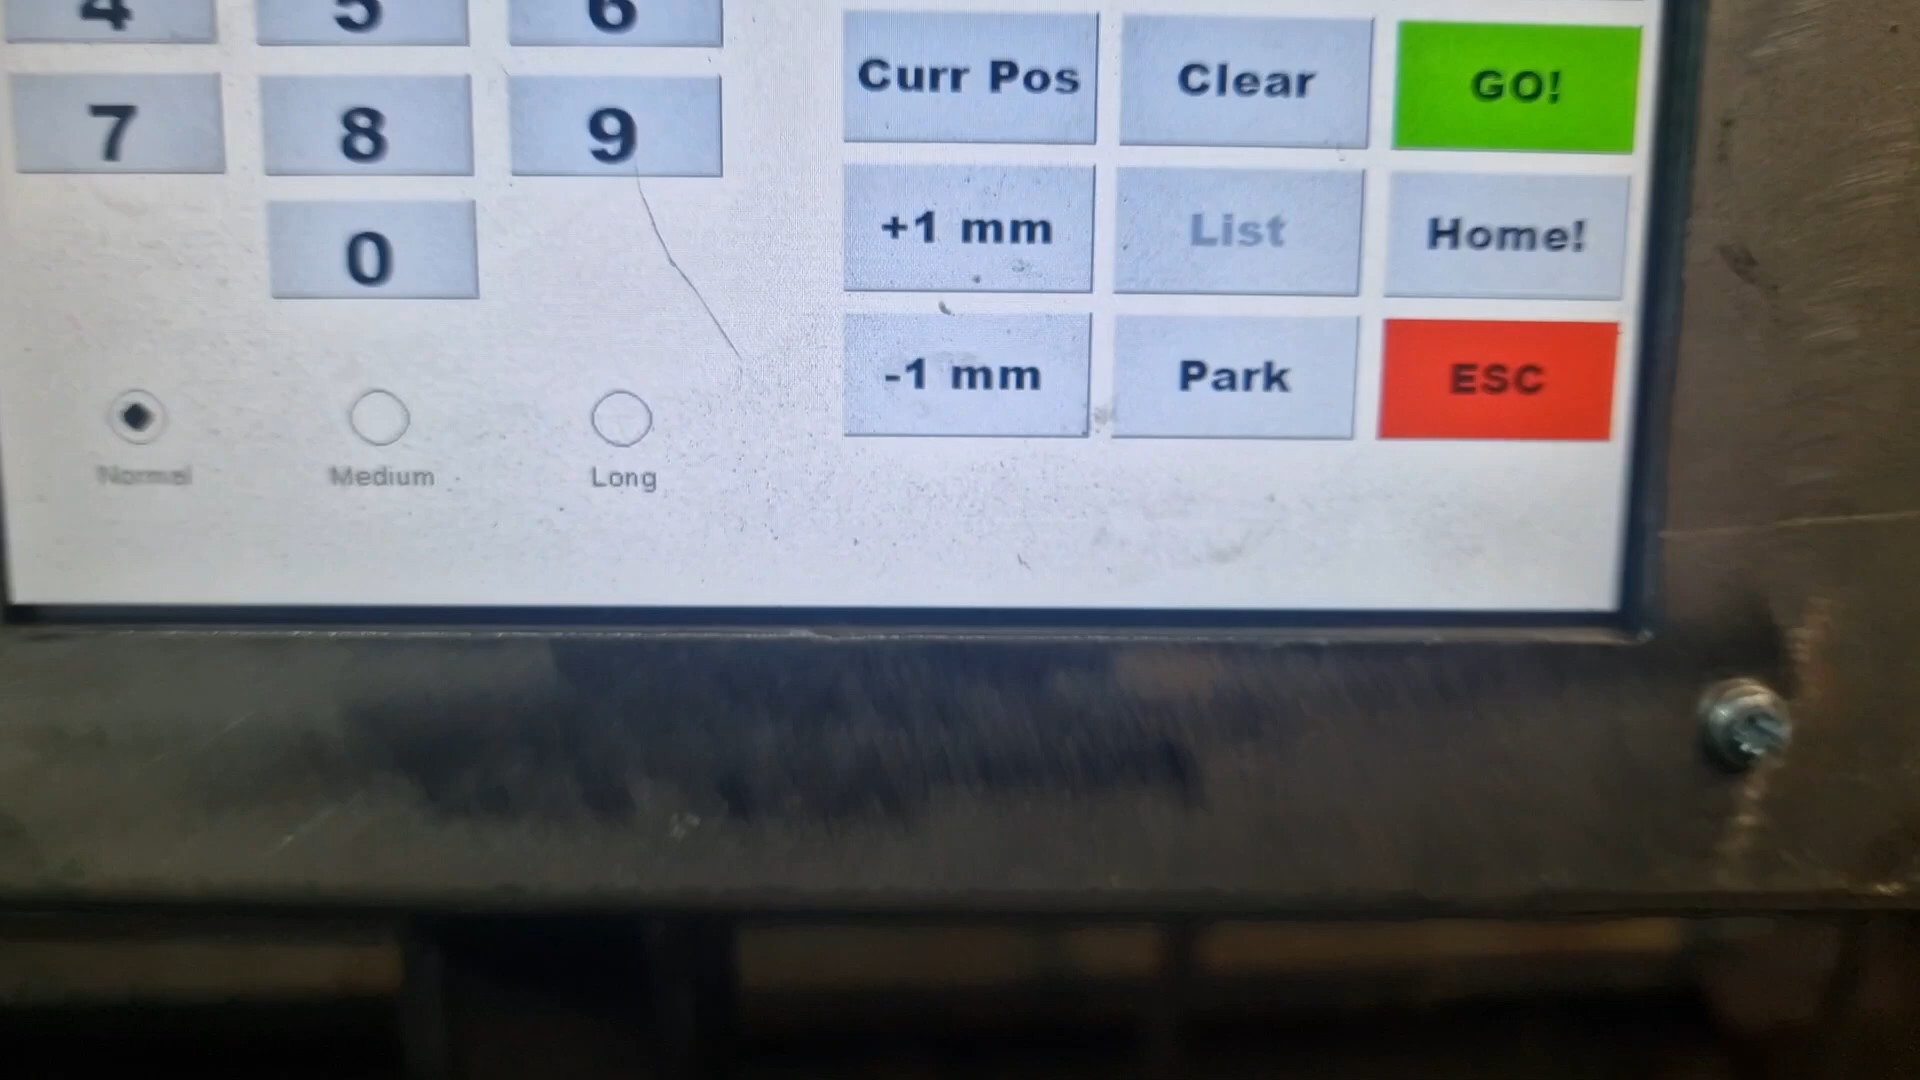 4 5 6
Curr Pos Clear GO!
7 8 9
+1 mm List Home!
0
-1 mm Park ESC
Normal Medium Long